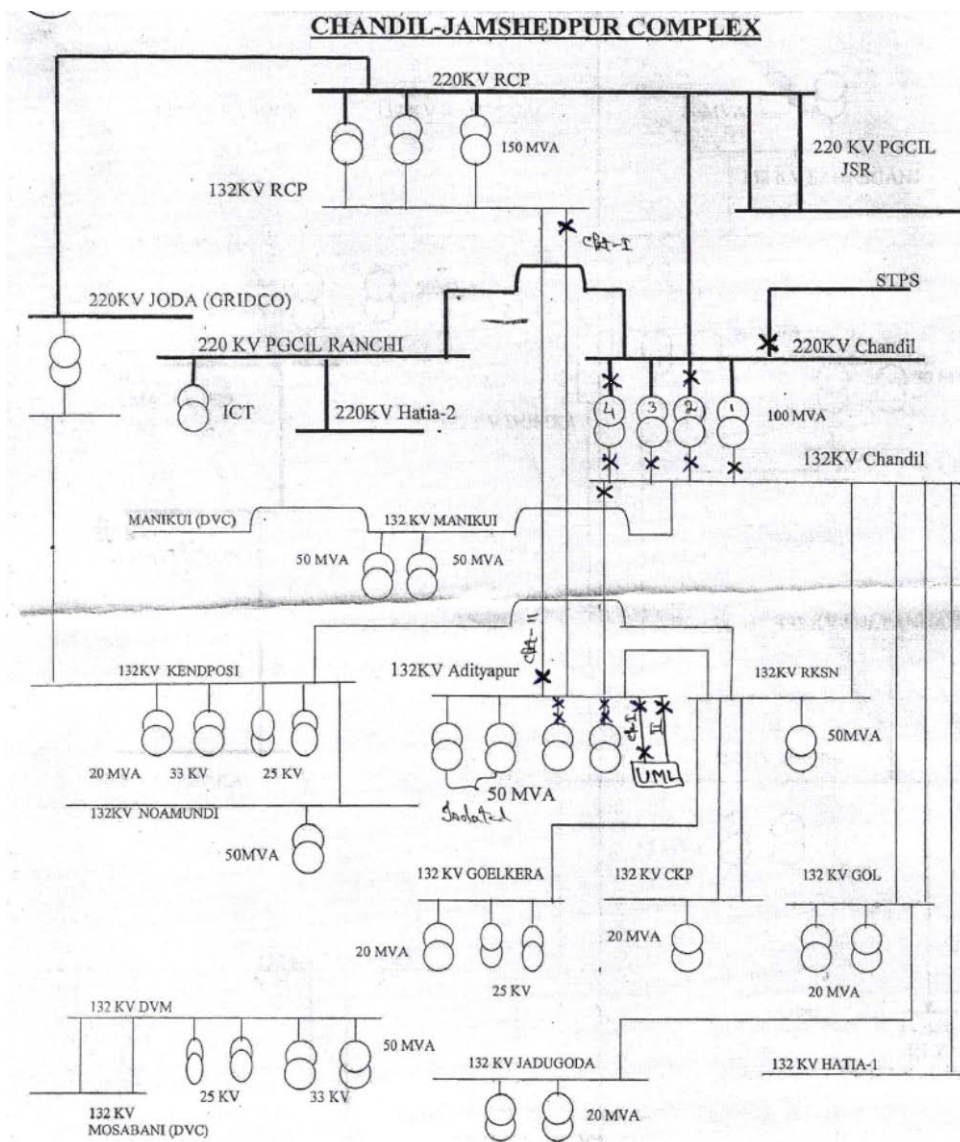 CHANDIL-JAMSHEDPUR COMPLEX
220KV RCP
150 MVA
220 KV PGCIL
JSR
132KV RCP
Ckt-I
STPS
220KV JODA (GRIDCO)
220 KV PGCIL RANCHI
220KV Chandil
ICT
220KV Hatia-2
4
3
2
1
100 MVA
132KV Chandil
MANIKUI (DVC)
132 KV MANIKUI
50 MVA
50 MVA
Ckt-II
132KV KENDPOSI
132KV Adityapur
132KV RKSN
Ckt-I
II
UML
50MVA
20 MVA
33 KV
25 KV
50 MVA
Isolated
132KV NOAMUNDI
50MVA
132 KV GOELKERA
132 KV CKP
132 KV GOL
20 MVA
25 KV
20 MVA
20 MVA
132 KV DVM
50 MVA
25 KV
33 KV
132 KV
MOSABANI (DVC)
132 KV JADUGODA
20 MVA
132 KV HATIA-1